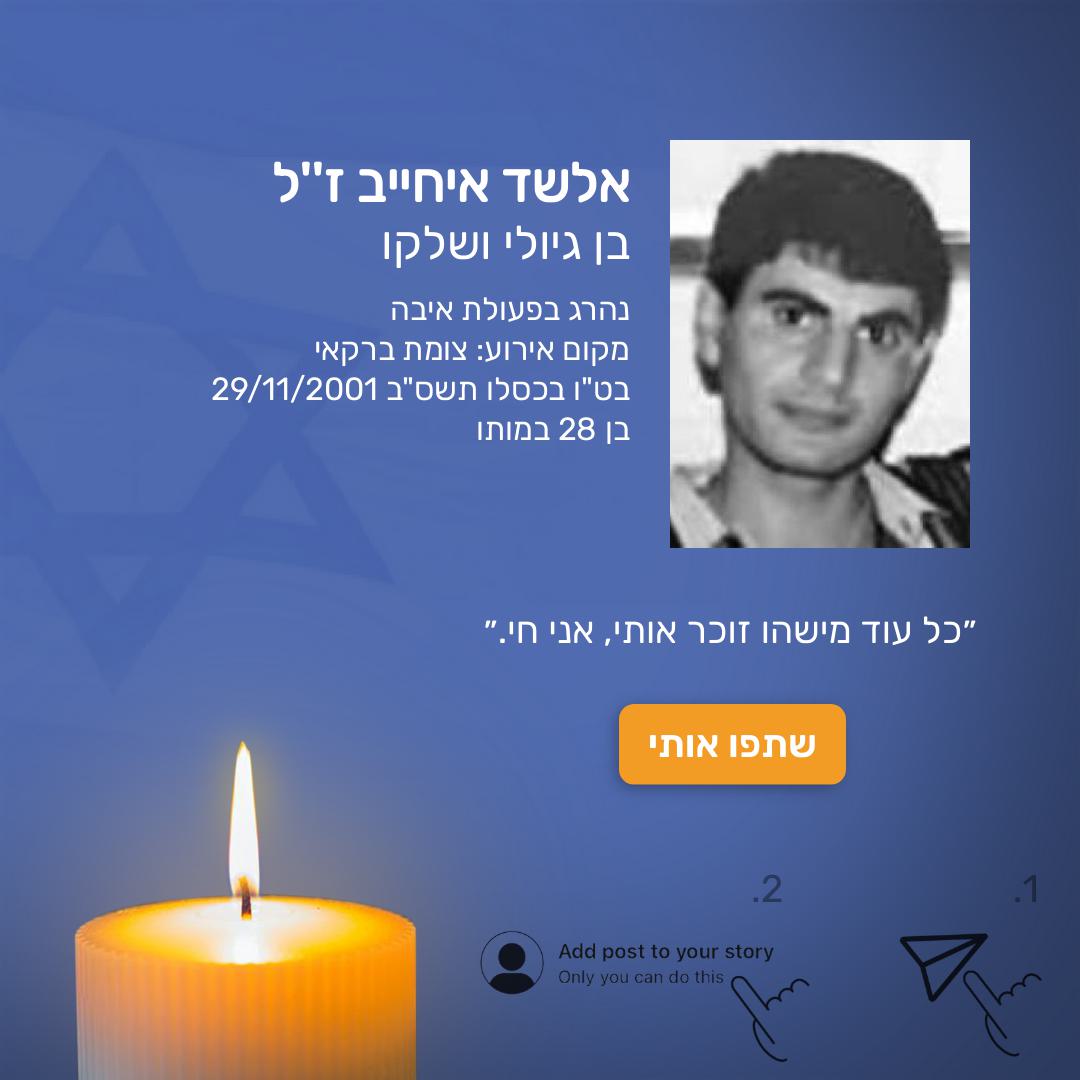 אלשד איחייב ז"ל
בן גיולי ושלקו
נהרג בפעולת איבה
מקום אירוע: צומת ברקאי
בט"ו בכסלו תשס"ב 29/11/2001
בן 28 במותו
״כל עוד מישהו זוכר אותי, אני חי.״
שתפו אותי
1.
2.
Add post to your story
Only you can do this